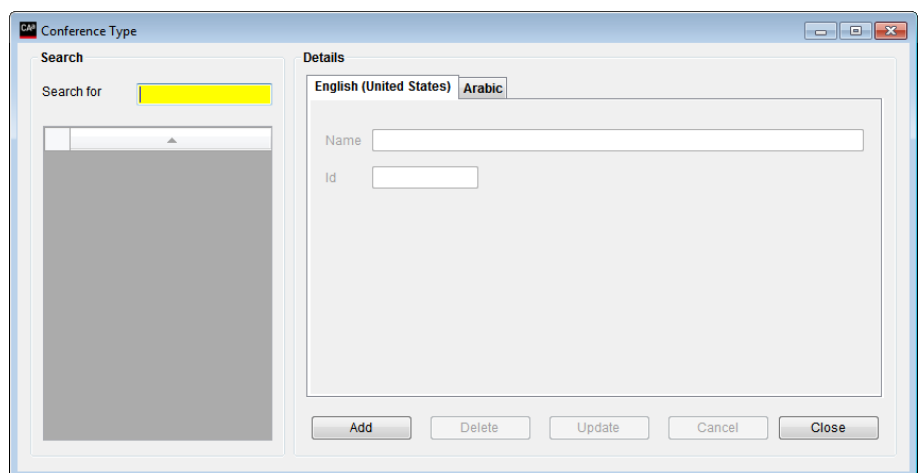 CAP Conference Type
Search
Search for
Details
English (United States) Arabic
Name
Id
Add Delete Update Cancel Close